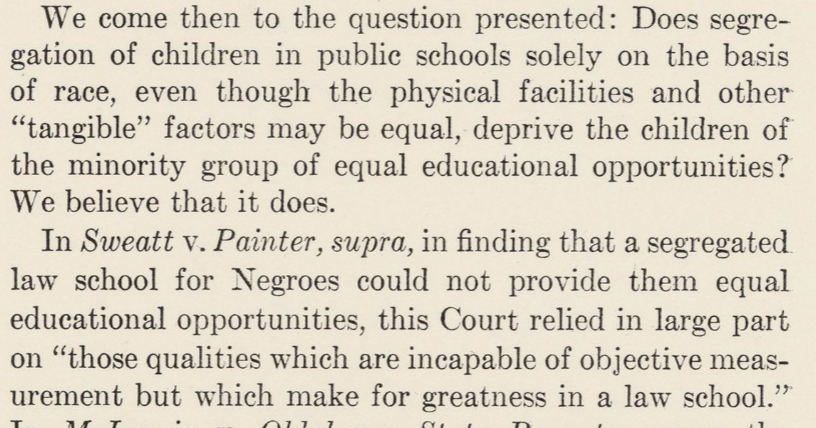 We come then to the question presented: Does segre-
gation of children in public schools solely on the basis
of race, even though the physical facilities and other
“tangible” factors may be equal, deprive the children of
the minority group of equal educational opportunities?
We believe that it does.
In Sweatt v. Painter, supra, in finding that a segregated
law school for Negroes could not provide them equal
educational opportunities, this Court relied in large part
on “those qualities which are incapable of objective meas-
urement but which make for greatness in a law school.”